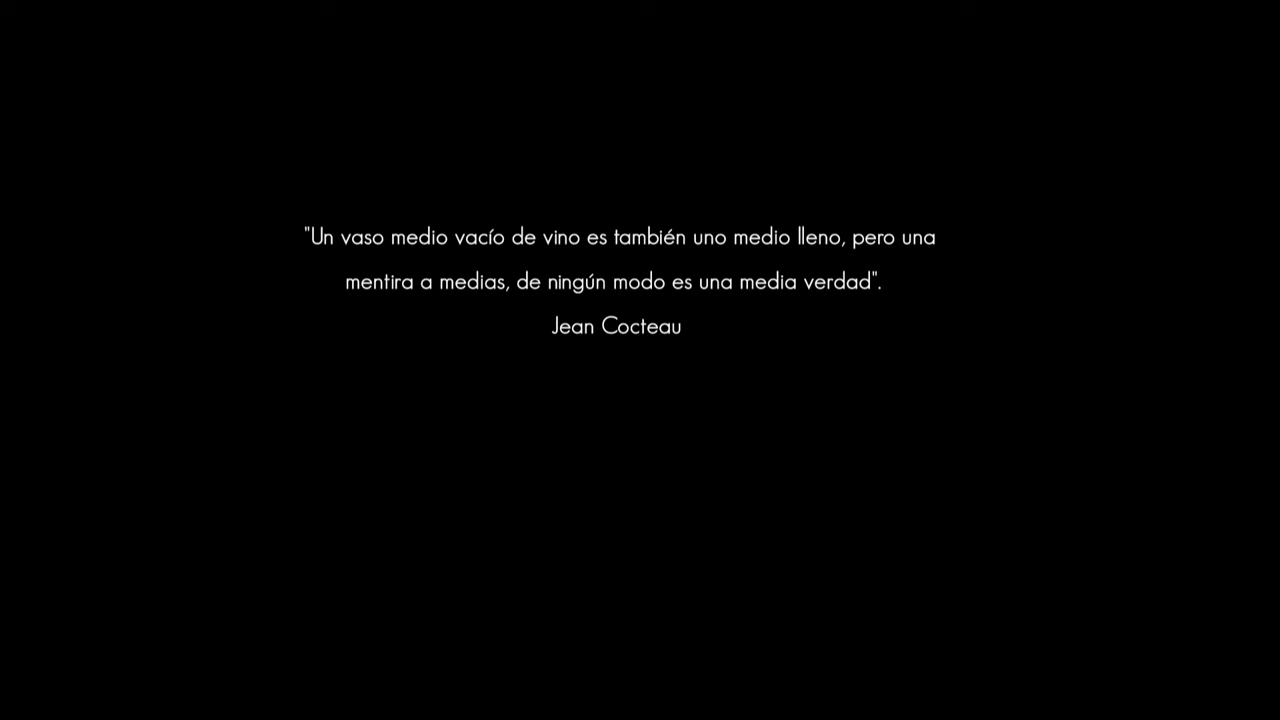 "Un vaso medio vacío de vino es también uno medio lleno, pero una
mentira a medias, de ningún modo es una media verdad".
Jean Cocteau